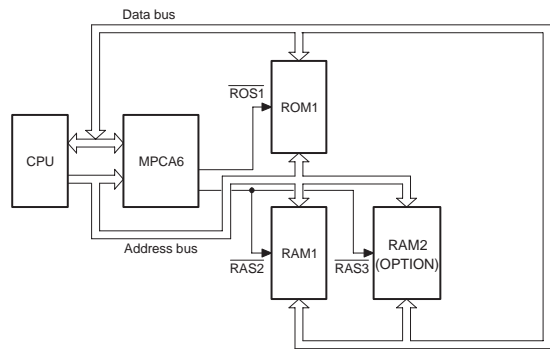 Data bus
ROS1
ROM1
CPU
MPCA6
Address bus
RAS2
RAM1
RAS3
RAM2
(OPTION)